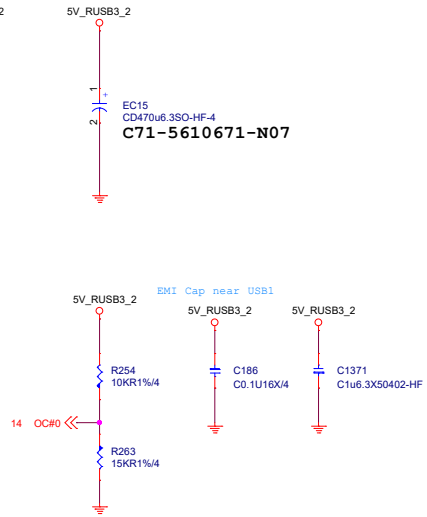 2
5V_RUSB3_2
1
+
2
EC15
CD470u6.3SO-HF-4
C71-5610671-N07
EMI Cap near USB1
5V_RUSB3_2
5V_RUSB3_2
5V_RUSB3_2
R254
10KR1%/4
C186
C0.1U16X/4
C1371
C1u6.3X50402-HF
14 OC#0
R263
15KR1%/4